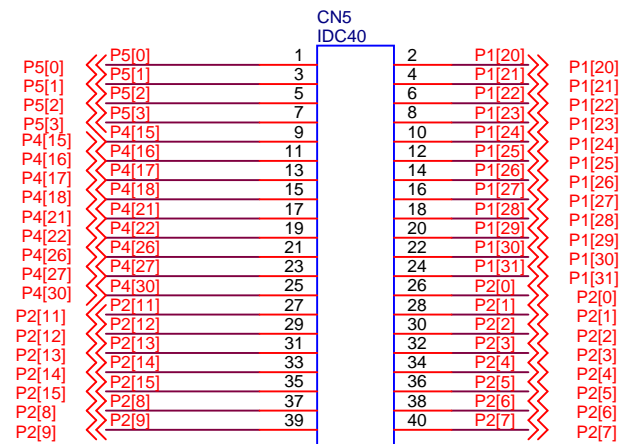 CN5
IDC40
P5[0] P5[0] 1 2 P1[20] P1[20]
P5[1] P5[1] 3 4 P1[21] P1[21]
P5[2] P5[2] 5 6 P1[22] P1[22]
P5[3] P5[3] 7 8 P1[23] P1[23]
P4[15] P4[15] 9 10 P1[24] P1[24]
P4[16] P4[16] 11 12 P1[25] P1[25]
P4[17] P4[17] 13 14 P1[26] P1[26]
P4[18] P4[18] 15 16 P1[27] P1[27]
P4[21] P4[21] 17 18 P1[28] P1[28]
P4[22] P4[22] 19 20 P1[29] P1[29]
P4[26] P4[26] 21 22 P1[30] P1[30]
P4[27] P4[27] 23 24 P1[31] P1[31]
P4[30] P4[30] 25 26 P2[0] P2[0]
P2[11] P2[11] 27 28 P2[1] P2[1]
P2[12] P2[12] 29 30 P2[2] P2[2]
P2[13] P2[13] 31 32 P2[3] P2[3]
P2[14] P2[14] 33 34 P2[4] P2[4]
P2[15] P2[15] 35 36 P2[5] P2[5]
P2[8] P2[8] 37 38 P2[6] P2[6]
P2[9] P2[9] 39 40 P2[7] P2[7]